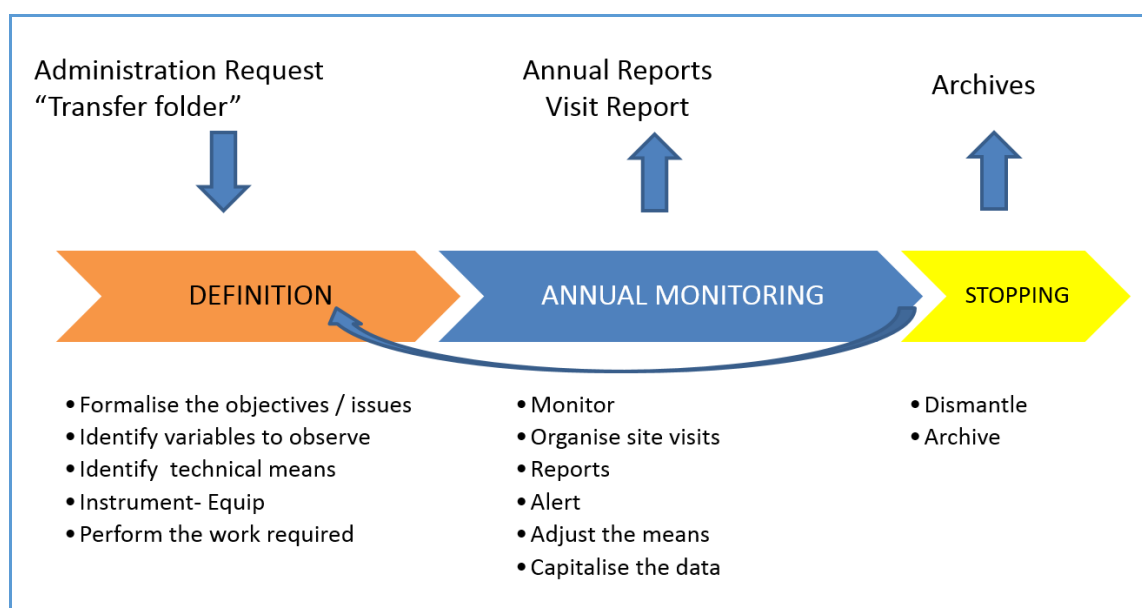 Administration Request
“Transfer folder”
Annual Reports
Visit Report
Archives
DEFINITION
ANNUAL MONITORING
STOPPING
•Formalise the objectives / issues
•Identify variables to observe
•Identify  technical means
•Instrument- Equip
•Perform the work required
•Monitor
•Organise site visits
•Reports
•Alert
•Adjust the means
•Capitalise the data
•Dismantle
•Archive